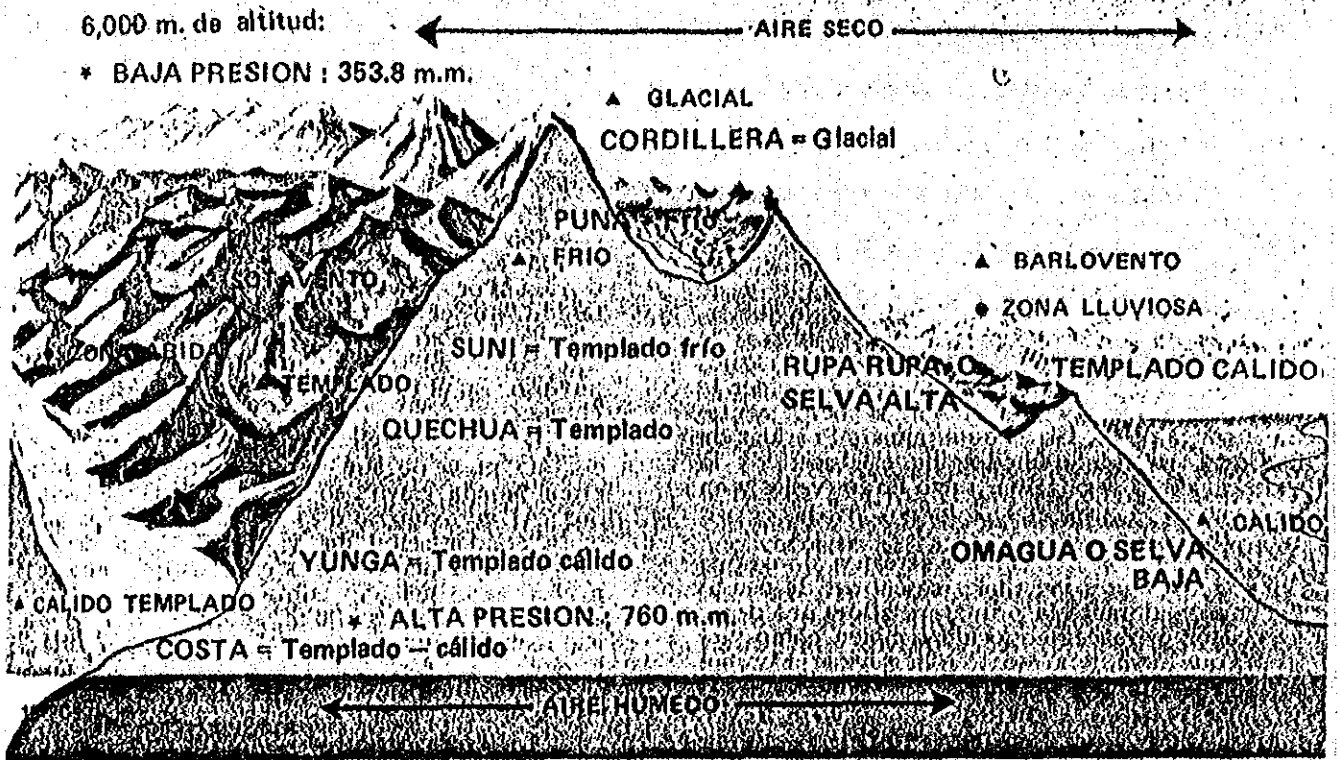 6,000 m. de altitud:
AIRE SECO
* BAJA PRESION : 353.8 m.m.
▲ GLACIAL
CORDILLERA = Glacial
PUNA = Frío
▲ FRIO
▲ BARLOVENTO
● ZONA LLUVIOSA
● ZONA ARIDA
SUNI = Templado frío
RUPA RUPA O
SELVA ALTA
TEMPLADO CALIDO
▲ TEMPLADO
QUECHUA = Templado
▲ CALIDO
YUNGA = Templado cálido
OMAGUA O SELVA
BAJA
▲ CALIDO TEMPLADO
* ALTA PRESION : 760 m.m.
COSTA = Templado – cálido
AIRE HUMEDO